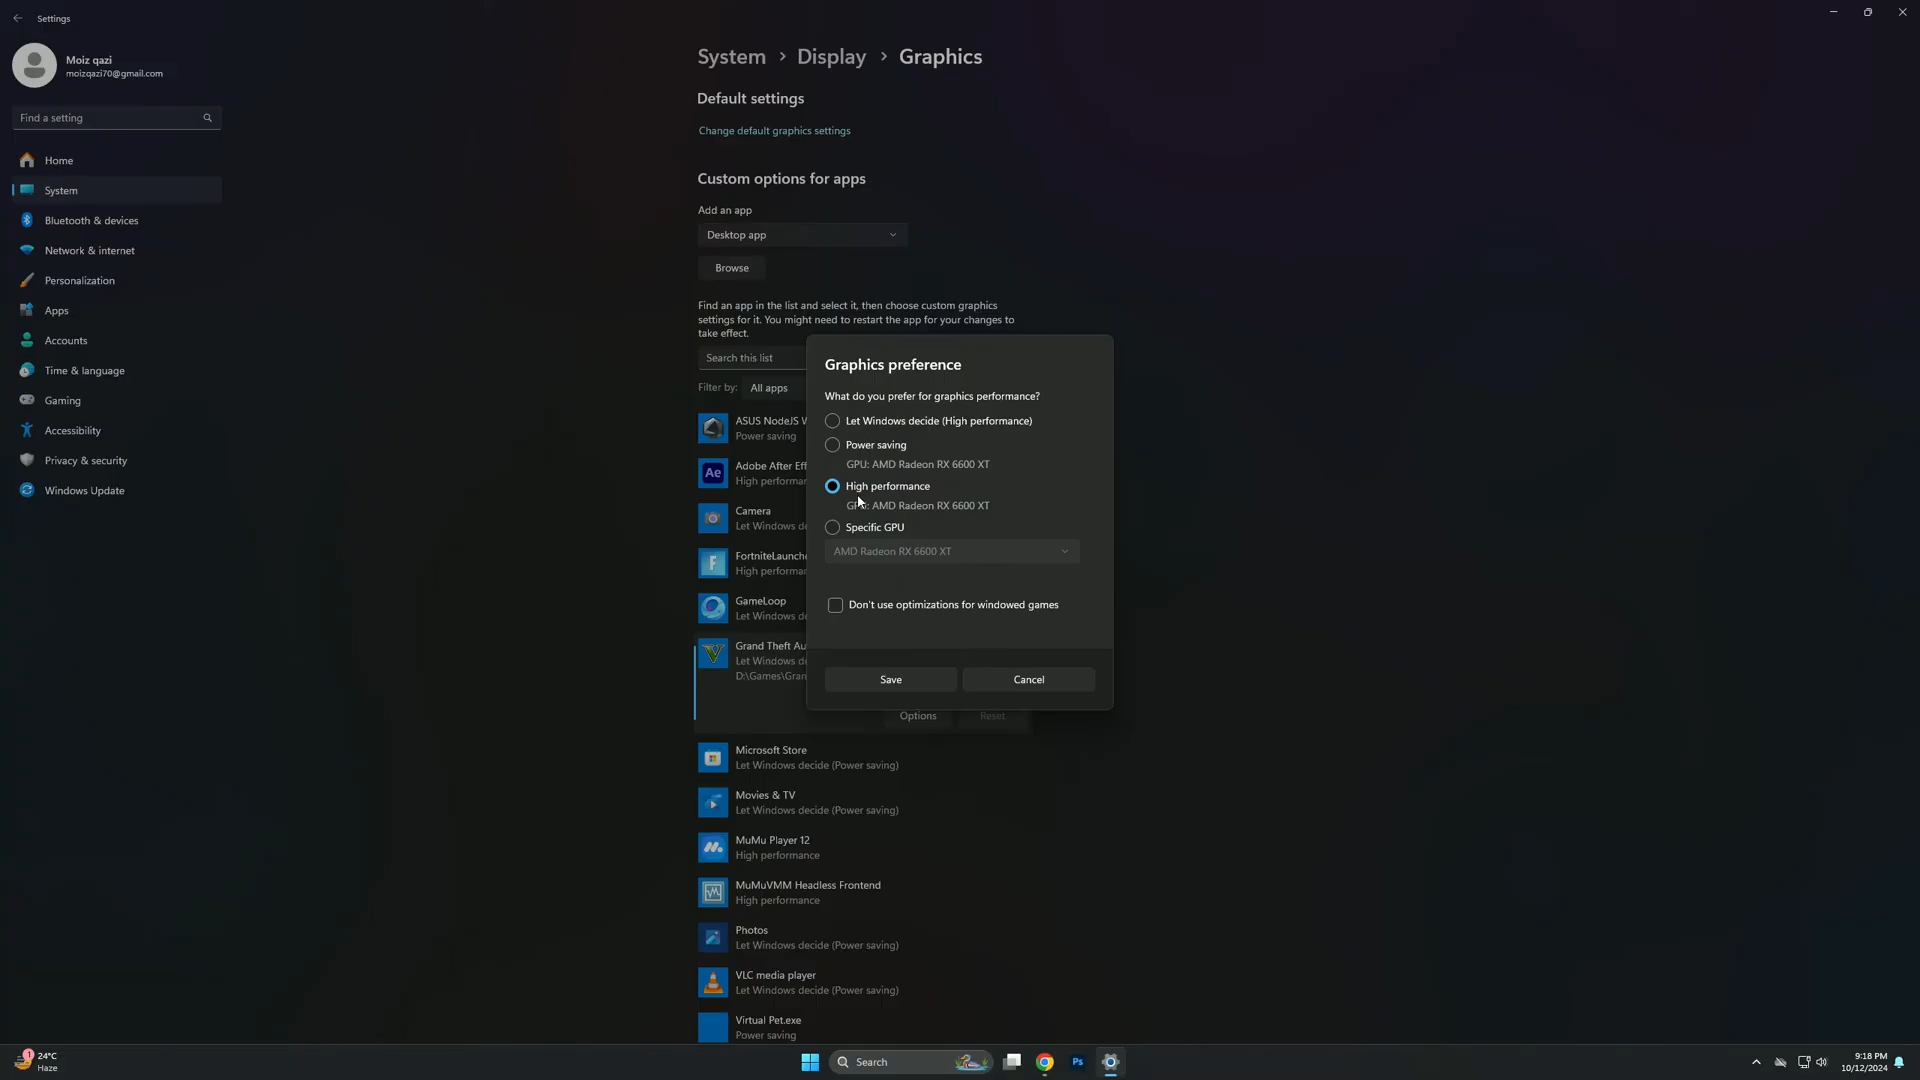 Settings
Moiz qazi
moizqazi70@gmail.com
Find a setting
Home
System
Bluetooth & devices
Network & internet
Personalization
Apps
Accounts
Time & language
Gaming
Accessibility
Privacy & security
Windows Update
System > Display > Graphics
Default settings
Change default graphics settings
Custom options for apps
Add an app
Desktop app
Browse
Find an app in the list and select it, then choose custom graphics
settings for it. You might need to restart the app for your changes to
take effect.
Search this list
Filter by: All apps
ASUS NodeJS W
Power saving
Adobe After Eff
High performan
Camera
Let Windows de
FortniteLaunche
High performan
GameLoop
Let Windows de
Grand Theft Au
Let Windows de
D:\Games\Gran
Options Reset
Microsoft Store
Let Windows decide (Power saving)
Movies & TV
Let Windows decide (Power saving)
MuMu Player 12
High performance
MuMuVMM Headless Frontend
High performance
Photos
Let Windows decide (Power saving)
VLC media player
Let Windows decide (Power saving)
Virtual Pet.exe
Power saving
Graphics preference
What do you prefer for graphics performance?
Let Windows decide (High performance)
Power saving
GPU: AMD Radeon RX 6600 XT
High performance
GPU: AMD Radeon RX 6600 XT
Specific GPU
AMD Radeon RX 6600 XT
Don't use optimizations for windowed games
Save Cancel
1
24°C
Haze
Search
Ps
9:18 PM
10/12/2024